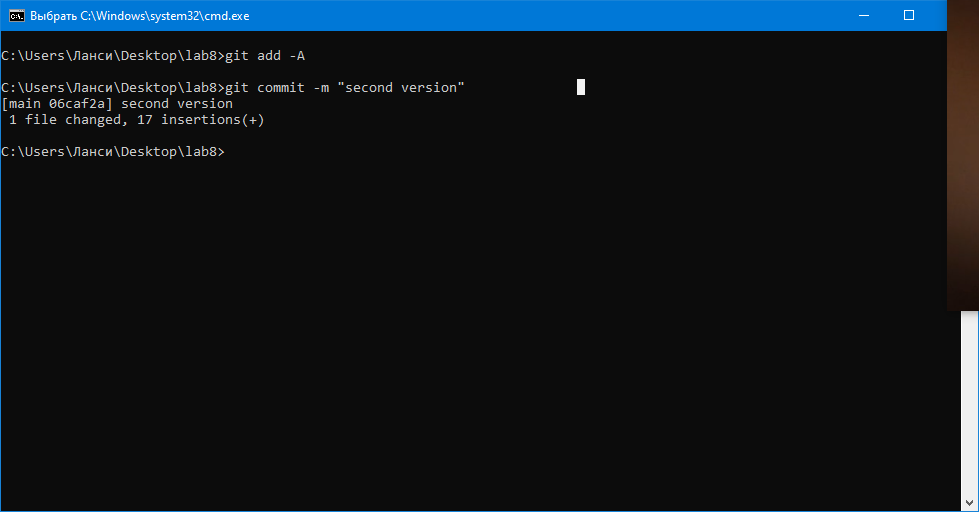 Выбрать C:\Windows\system32\cmd.exe
C:\Users\Ланси\Desktop\lab8>git add -A
C:\Users\Ланси\Desktop\lab8>git commit -m "second version"
[main 06caf2a] second version
1 file changed, 17 insertions(+)
C:\Users\Ланси\Desktop\lab8>